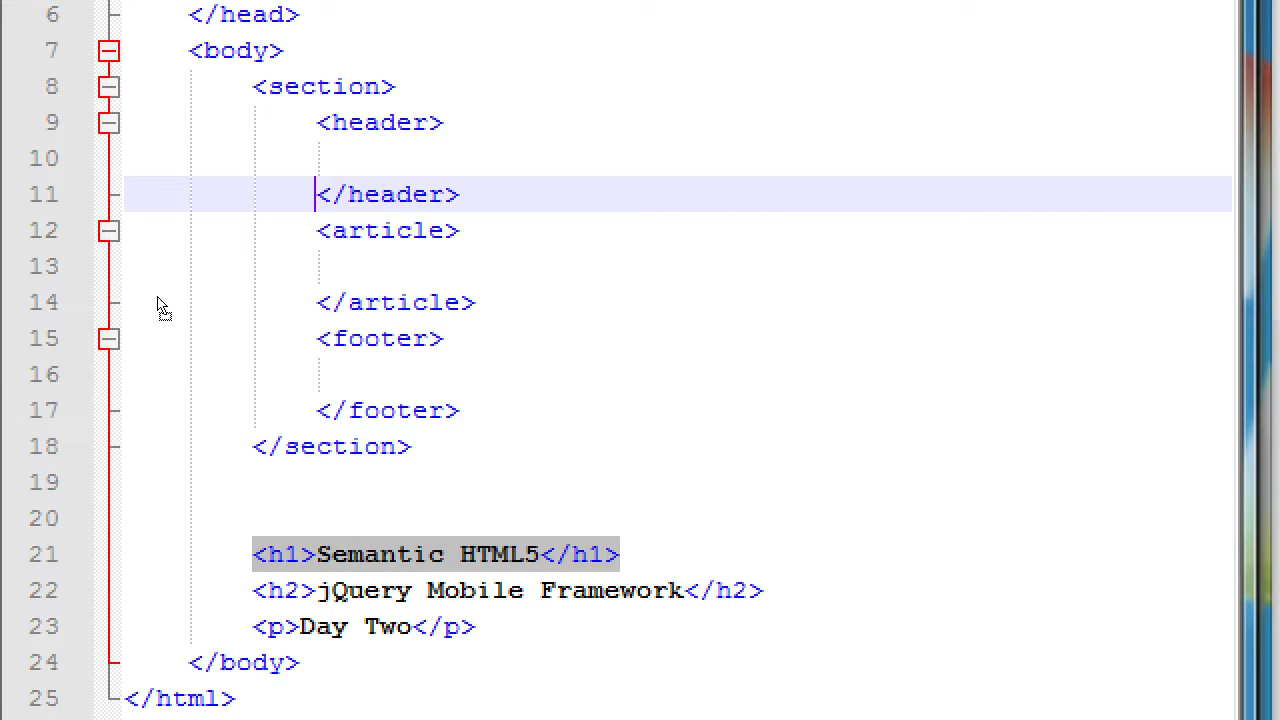 6 </head>
7 <body>
8 <section>
9 <header>
10
11 </header>
12 <article>
13
14 </article>
15 <footer>
16
17 </footer>
18 </section>
19
20
21 <h1>Semantic HTML5</h1>
22 <h2>jQuery Mobile Framework</h2>
23 <p>Day Two</p>
24 </body>
25 </html>